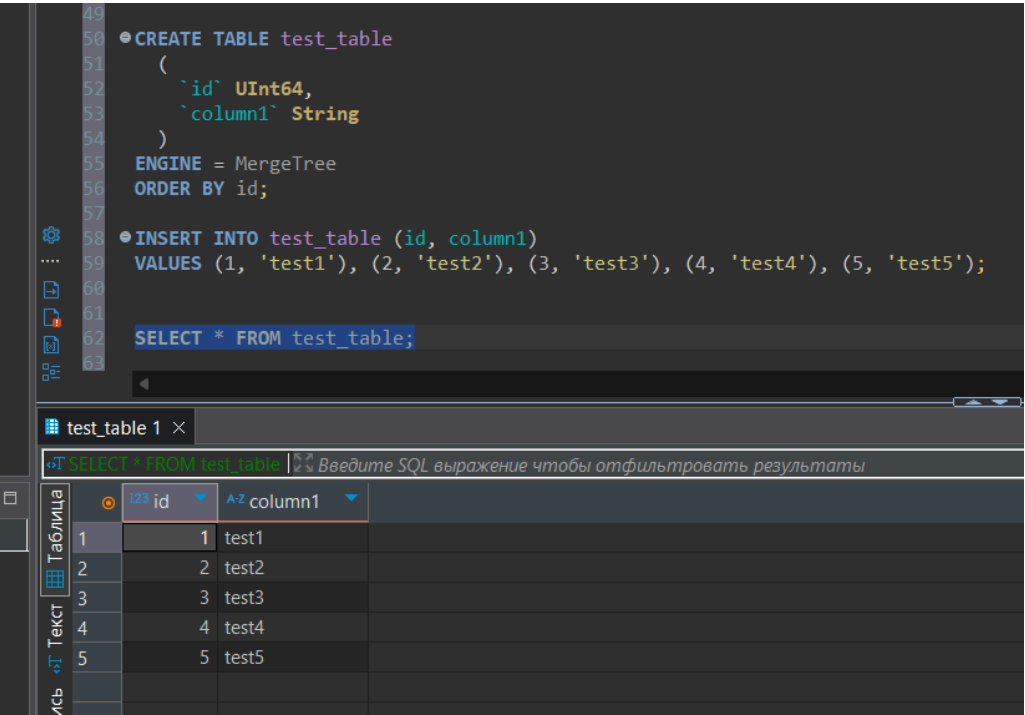 49
50 CREATE TABLE test_table
51 (
52 `id` UInt64,
53 `column1` String
54 )
55 ENGINE = MergeTree
56 ORDER BY id;
57
58 INSERT INTO test_table (id, column1)
59 VALUES (1, 'test1'), (2, 'test2'), (3, 'test3'), (4, 'test4'), (5, 'test5');
60
61
62 SELECT * FROM test_table;
63
test_table 1
SELECT * FROM test_table Введите SQL выражение чтобы отфильтровать результаты
Таблица
Текст
123 id A-Z column1
1 1 test1
2 2 test2
3 3 test3
4 4 test4
5 5 test5